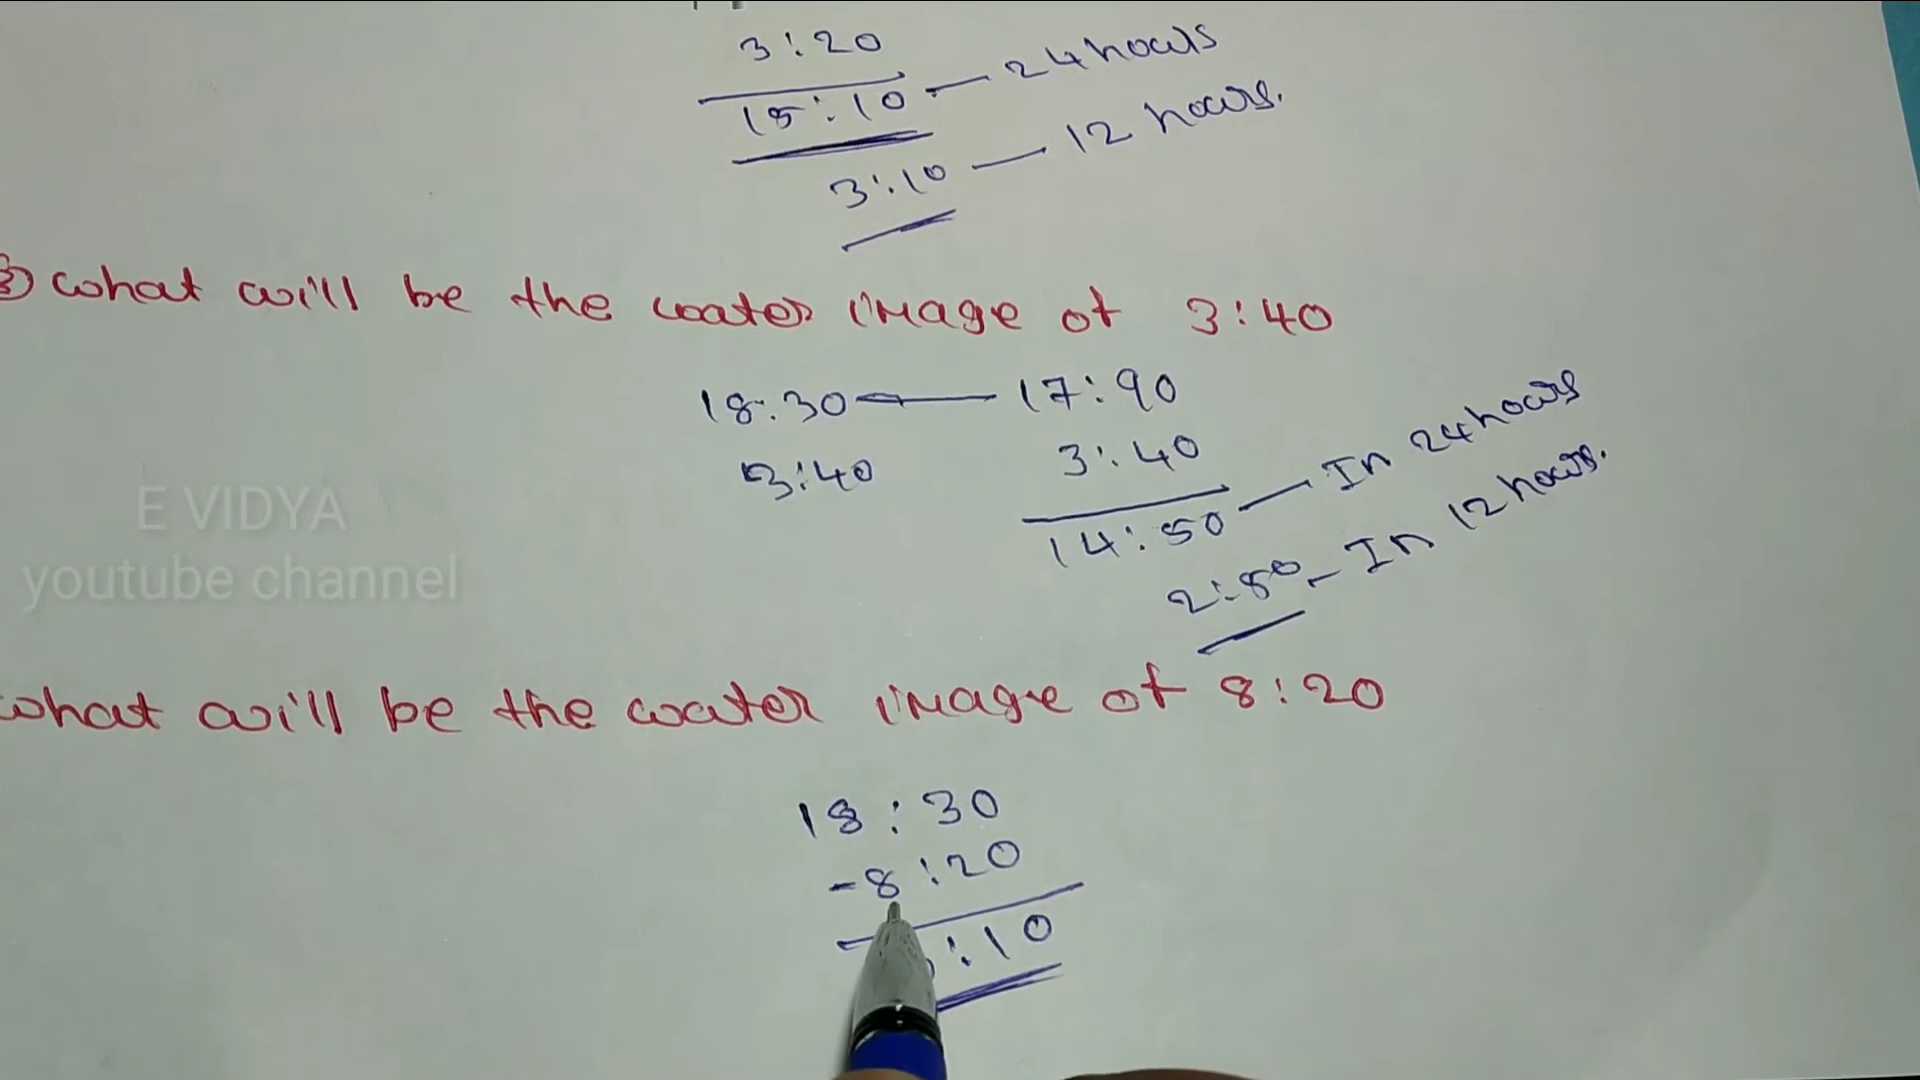 3:20
15:10 — 24 hours
3:10 — 12 hours.
3) what will be the water image of 3:40
18:30 — 17:90
3:40 3:40
14:50 — In 24 hours
2:50 — In 12 hours.
E VIDYA
youtube channel
what will be the water image of 8:20
18:30
-8:20
:10